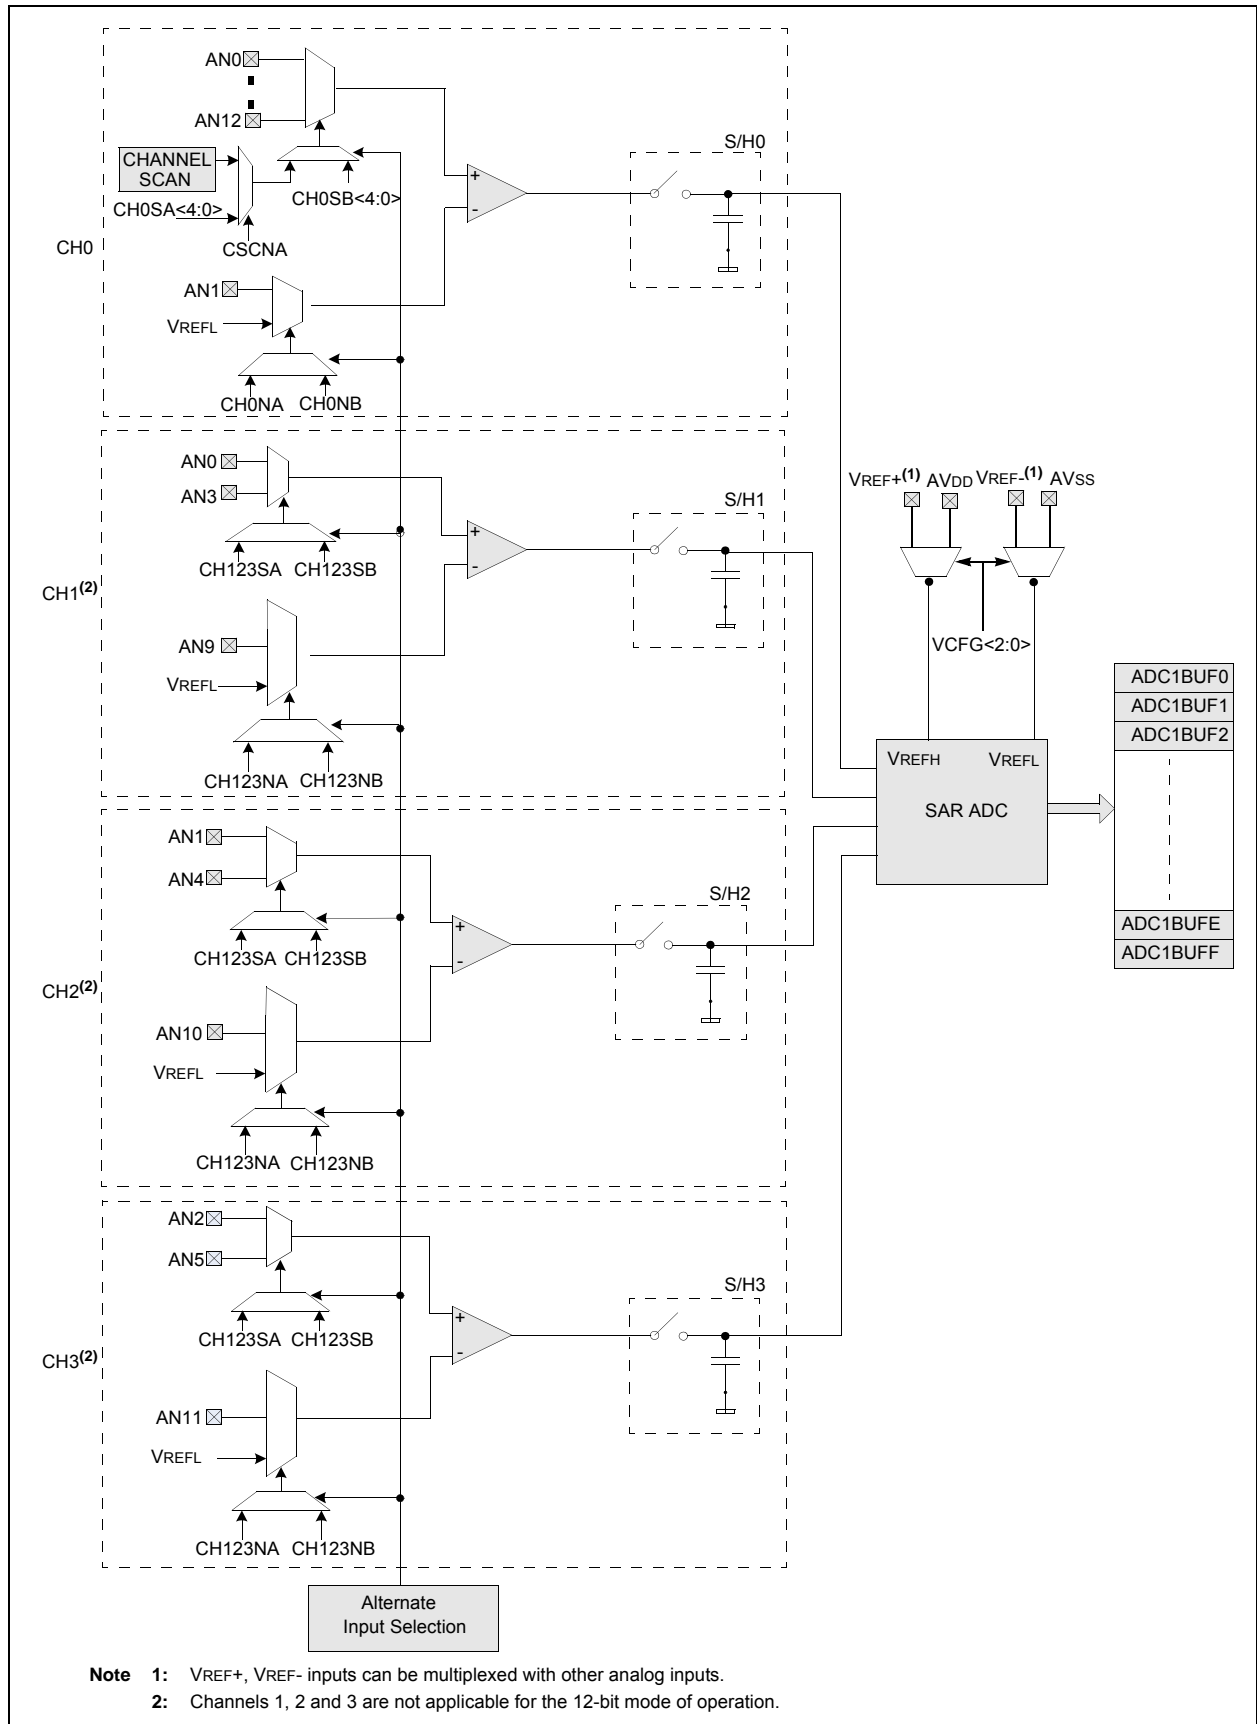 AN0
AN12
CHANNEL
SCAN
CH0SA<4:0>
CH0SB<4:0>
CSCNA
S/H0
+
-
CH0
AN1
VREFL
CH0NA CH0NB
AN0
AN3
CH123SA CH123SB
S/H1
+
-
CH1(2)
AN9
VREFL
CH123NA CH123NB
VREF+(1) AVDD VREF-(1) AVSS
VCFG<2:0>
VREFH VREFL
SAR ADC
ADC1BUF0
ADC1BUF1
ADC1BUF2
ADC1BUFE
ADC1BUFF
AN1
AN4
CH123SA CH123SB
S/H2
+
-
CH2(2)
AN10
VREFL
CH123NA CH123NB
AN2
AN5
CH123SA CH123SB
S/H3
+
-
CH3(2)
AN11
VREFL
CH123NA CH123NB
Alternate
Input Selection
Note 1: VREF+, VREF- inputs can be multiplexed with other analog inputs.
2: Channels 1, 2 and 3 are not applicable for the 12-bit mode of operation.